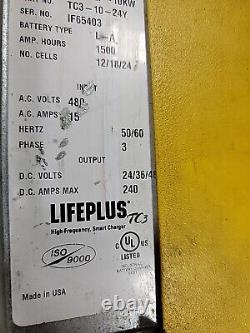 10KW
TC3-10-24Y
SER. NO. IF65403
BATTERY TYPE L-A
AMP. HOURS 1500
NO. CELLS 12/18/24
INPUT
A.C. VOLTS 480
A.C. AMPS 15
HERTZ 50/60
PHASE 3
OUTPUT
D.C. VOLTS 24/36/48
D.C. AMPS MAX 240
LIFEPLUS TC3
High-Frequency, Smart Charger
ISO 9000
C UL US
LISTED
Made in USA